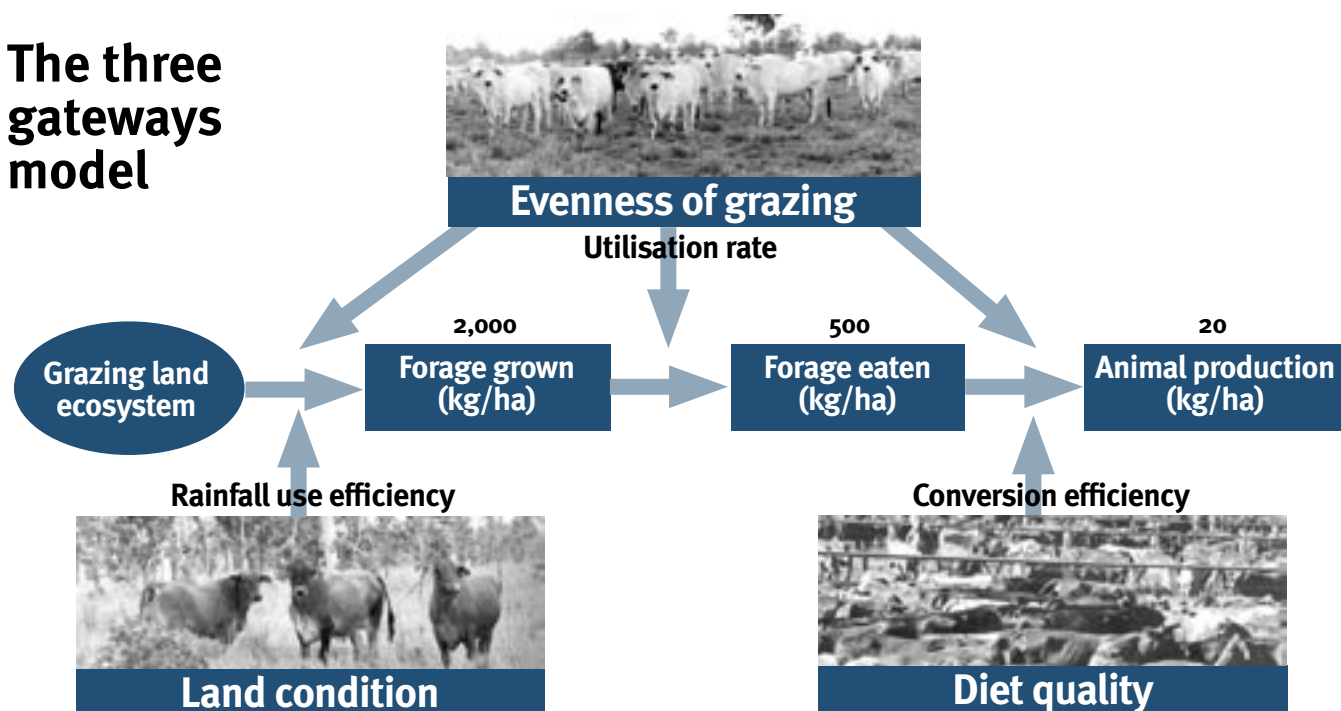 The three
gateways
model
Evenness of grazing
Utilisation rate
2,000
500
20
Grazing land
ecosystem
Forage grown
(kg/ha)
Forage eaten
(kg/ha)
Animal production
(kg/ha)
Rainfall use efficiency
Conversion efficiency
Land condition
Diet quality